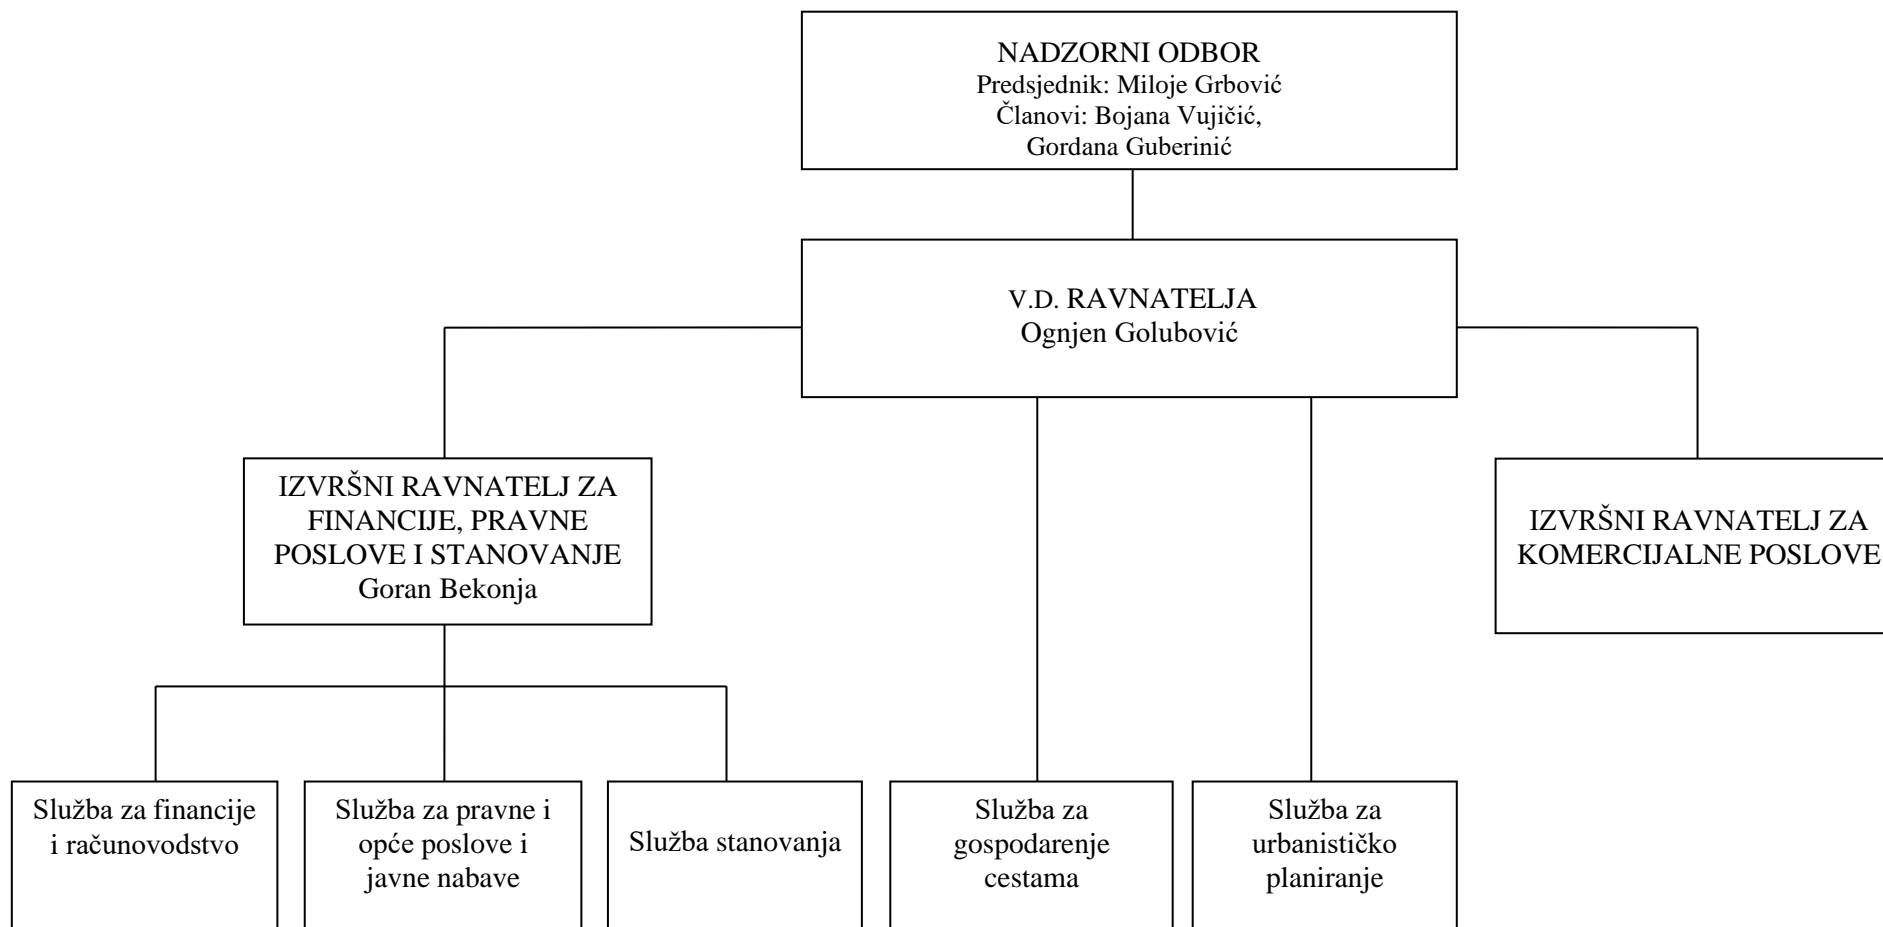 NADZORNI ODBOR
Predsjednik: Miloje Grbović
Članovi: Bojana Vujičić,
Gordana Guberinić
V.D. RAVNATELJA
Ognjen Golubović
IZVRŠNI RAVNATELJ ZA
FINANCIJE, PRAVNE
POSLOVE I STANOVANJE
Goran Bekonja
IZVRŠNI RAVNATELJ ZA
KOMERCIJALNE POSLOVE
Služba za financije
i računovodstvo
Služba za pravne i
opće poslove i
javne nabave
Služba stanovanja
Služba za
gospodarenje
cestama
Služba za
urbanističko
planiranje